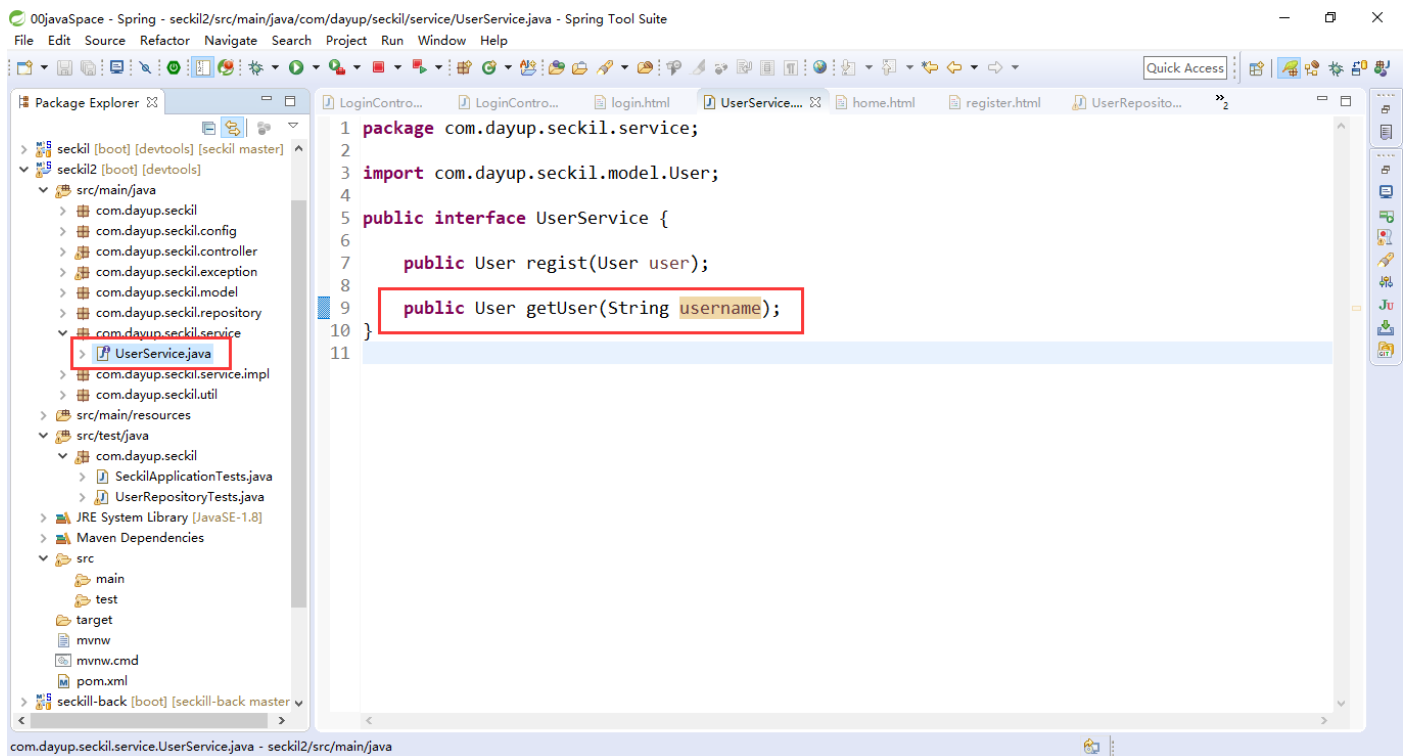 00javaSpace - Spring - seckil2/src/main/java/com/dayup/seckil/service/UserService.java - Spring Tool Suite
File Edit Source Refactor Navigate Search Project Run Window Help
Quick Access
Package Explorer
LoginContro... LoginContro... login.html UserService.... home.html register.html UserReposito... »2
seckil [boot] [devtools] [seckil master]
seckil2 [boot] [devtools]
src/main/java
com.dayup.seckil
com.dayup.seckil.config
com.dayup.seckil.controller
com.dayup.seckil.exception
com.dayup.seckil.model
com.dayup.seckil.repository
com.dayup.seckil.service
UserService.java
com.dayup.seckil.service.impl
com.dayup.seckil.util
src/main/resources
src/test/java
com.dayup.seckil
SeckilApplicationTests.java
UserRepositoryTests.java
JRE System Library [JavaSE-1.8]
Maven Dependencies
src
main
test
target
mvnw
mvnw.cmd
pom.xml
seckill-back [boot] [seckill-back master
1 package com.dayup.seckil.service;
2
3 import com.dayup.seckil.model.User;
4
5 public interface UserService {
6
7 public User regist(User user);
8
9 public User getUser(String username);
10 }
11
com.dayup.seckil.service.UserService.java - seckil2/src/main/java